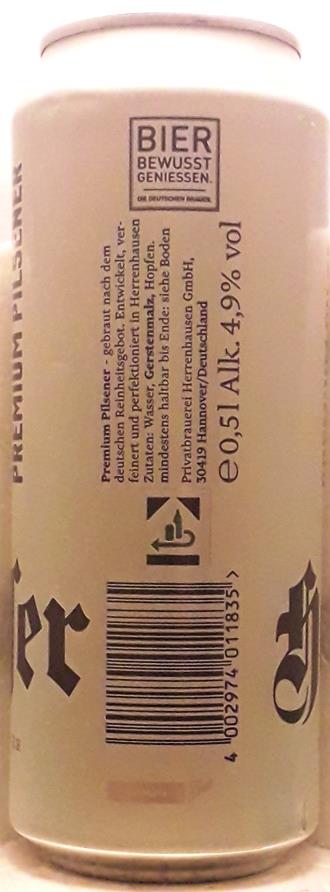 BIER
BEWUSST
GENIESSEN.
DIE DEUTSCHEN BRAUER.
PREMIUM PILSENER
Premium Pilsener - gebraut nach dem
deutschen Reinheitsgebot. Entwickelt, ver-
feinert und perfektioniert in Herrenhausen
Zutaten: Wasser, Gerstenmalz, Hopfen.
mindestens haltbar bis Ende: siehe Boden
Privatbrauerei Herrenhausen GmbH,
30419 Hannover/Deutschland
℮ 0,5l Alk. 4,9% vol
er
H
4 002974 011835 >